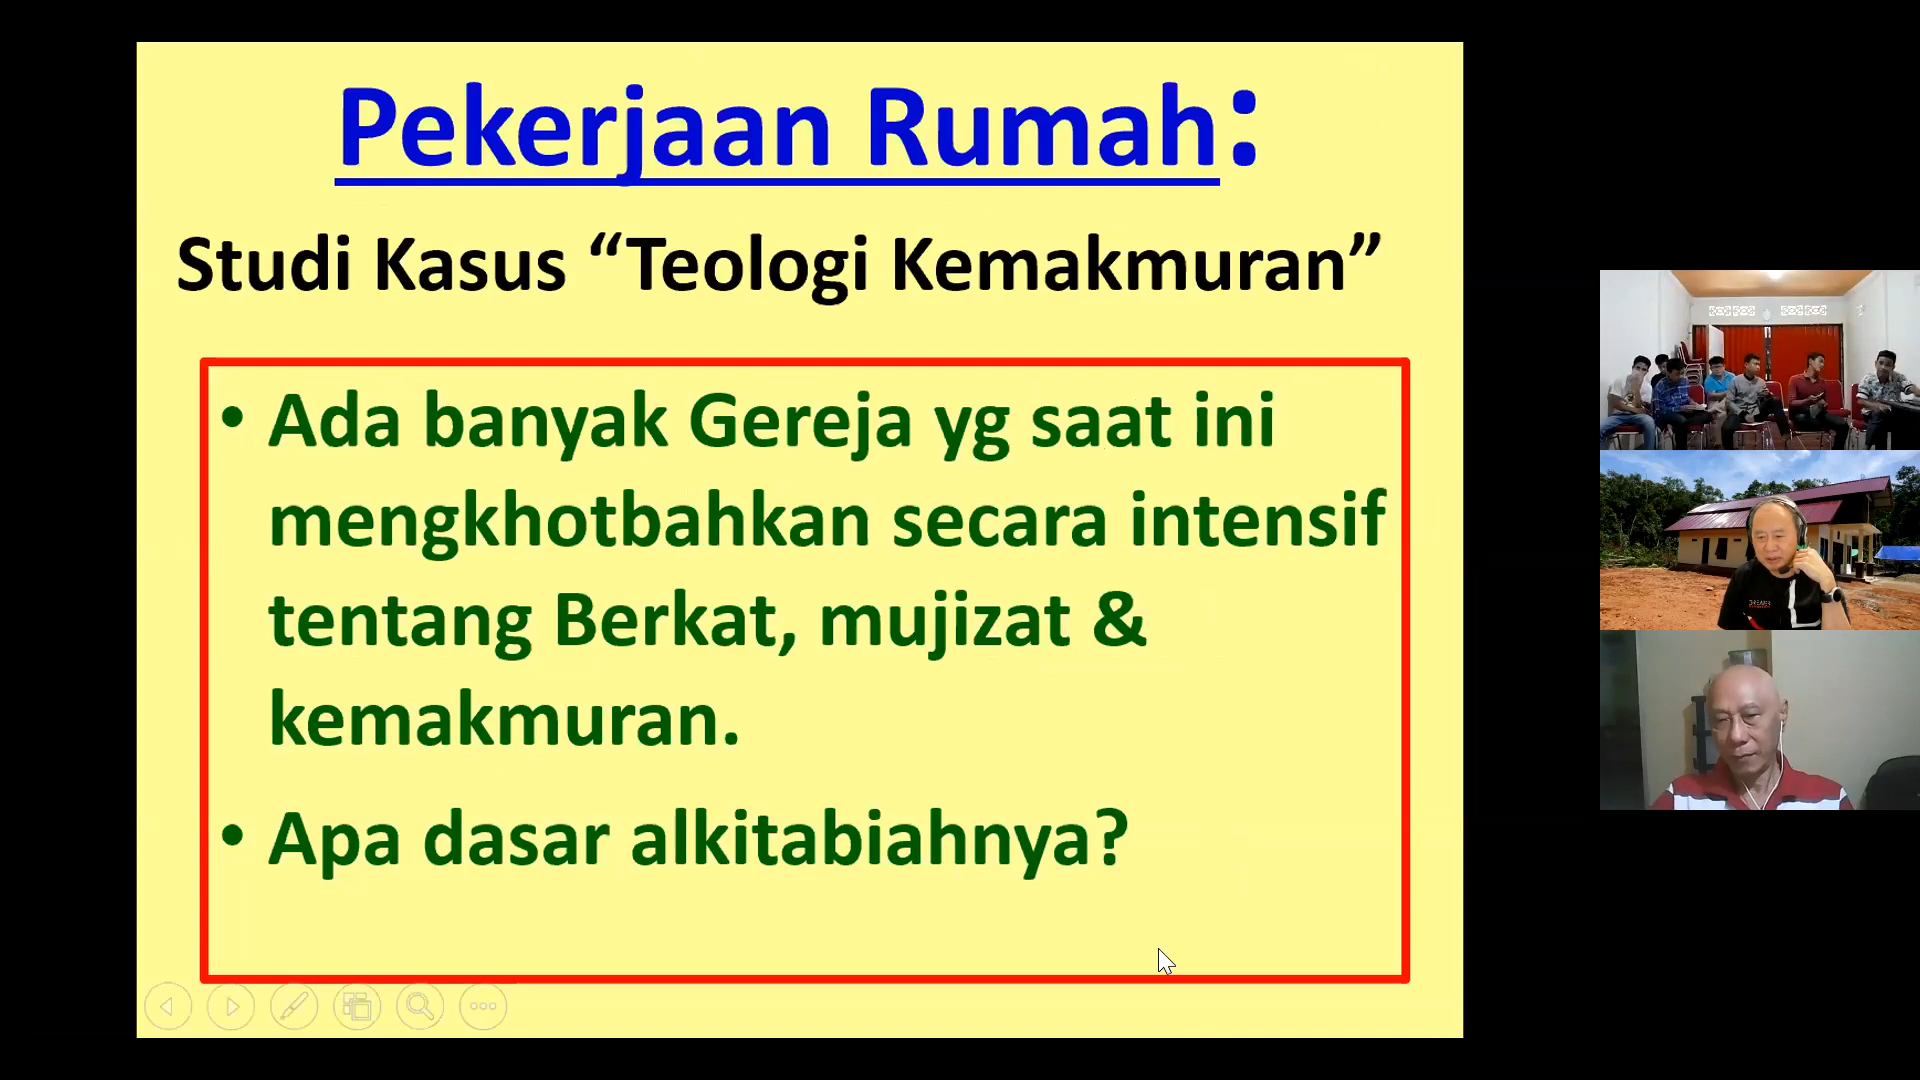 Pekerjaan Rumah:
Studi Kasus “Teologi Kemakmuran”
• Ada banyak Gereja yg saat ini
mengkhotbahkan secara intensif
tentang Berkat, mujizat &
kemakmuran.
• Apa dasar alkitabiahnya?